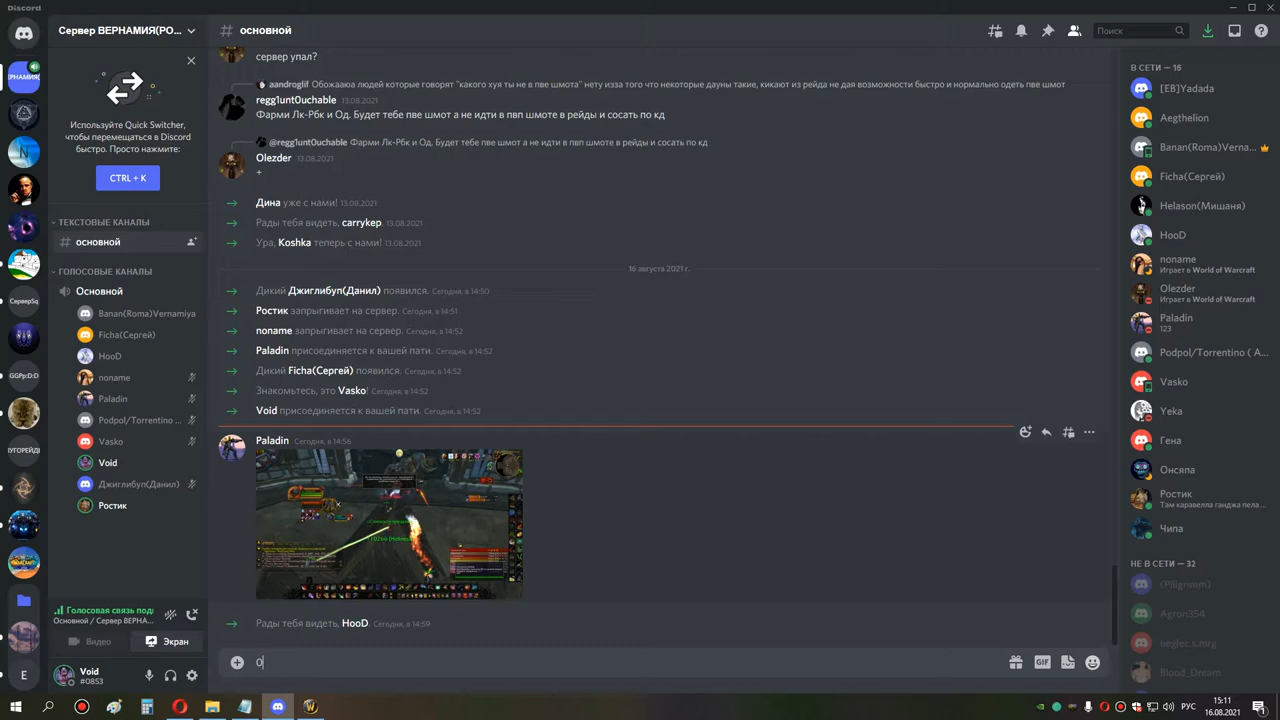 Discord
Сервер ВЕРНАМИЯ(РО...
Используйте Quick Switcher,
чтобы перемещаться в Discord
быстро. Просто нажмите:
CTRL + K
ТЕКСТОВЫЕ КАНАЛЫ
основной
ГОЛОСОВЫЕ КАНАЛЫ
Основной
Banan(Roma)Vernamiya
Ficha(Сергей)
HooD
noname
Paladin
Podpol/Torrentino ...
Vasko
Void
Джиглибуп(Данил)
Ростик
Голосовая связь под
Основной / Сервер ВЕРНА...
Видео
Экран
Void
#0853
СерверSq
GGPp:D:D
E
основной
Поиск
сервер упал?
aandroglif Обожаюа людей которые говорят "какого хуя ты не в пве шмота" нету изза того что некоторые дауны такие, кикают из рейда не дая возможности быстро и нормально одеть пве шмот
regg1unt0uchable 13.08.2021
Фарми Лк-Рбк и Од. Будет тебе пве шмот а не идти в пвп шмоте в рейды и сосать по кд
@regg1unt0uchable Фарми Лк-Рбк и Од. Будет тебе пве шмот а не идти в пвп шмоте в рейды и сосать по кд
Olezder 13.08.2021
+
Дина уже с нами! 13.08.2021
Рады тебя видеть, carrykep. 13.08.2021
Ура, Koshka теперь с нами! 13.08.2021
16 августа 2021 г.
Дикий Джиглибуп(Данил) появился. Сегодня, в 14:50
Ростик запрыгивает на сервер. Сегодня, в 14:51
noname запрыгивает на сервер. Сегодня, в 14:52
Paladin присоединяется к вашей пати. Сегодня, в 14:52
Дикий Ficha(Сергей) появился. Сегодня, в 14:52
Знакомьтесь, это Vasko! Сегодня, в 14:52
Void присоединяется к вашей пати. Сегодня, в 14:52
Paladin Сегодня, в 14:56
Рады тебя видеть, HooD. Сегодня, в 14:59
О
GIF
В СЕТИ — 16
[EB]Yadada
Aegthelion
Banan(Roma)Verna...
Ficha(Сергей)
Helason(Мишаня)
HooD
noname
Играет в World of Warcraft
Olezder
Играет в World of Warcraft
Paladin
123
Podpol/Torrentino ( А...
Vasko
Yeka
Гена
Онсяпа
Ростик
Там каравелла ганджа пела ...
Чипа
НЕ В СЕТИ — 32
Agron354
Blood_Dream
РУС
15:11
16.08.2021